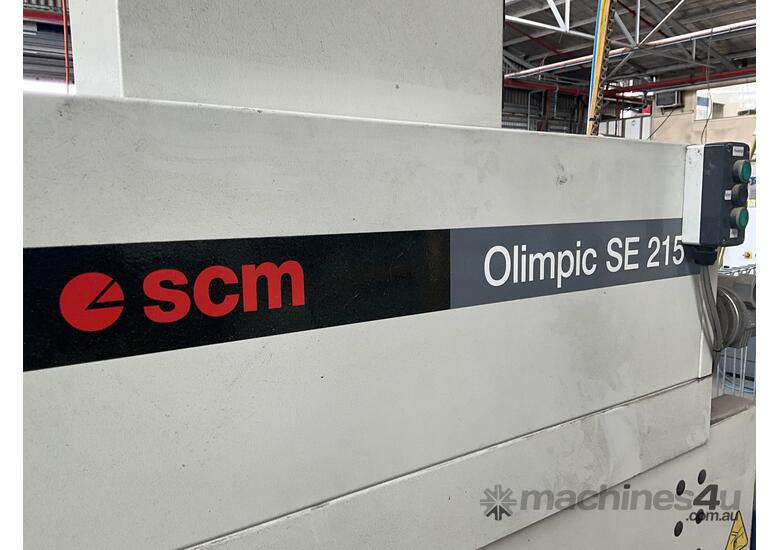 scm
Olimpic SE 215
machines4u
.com.au